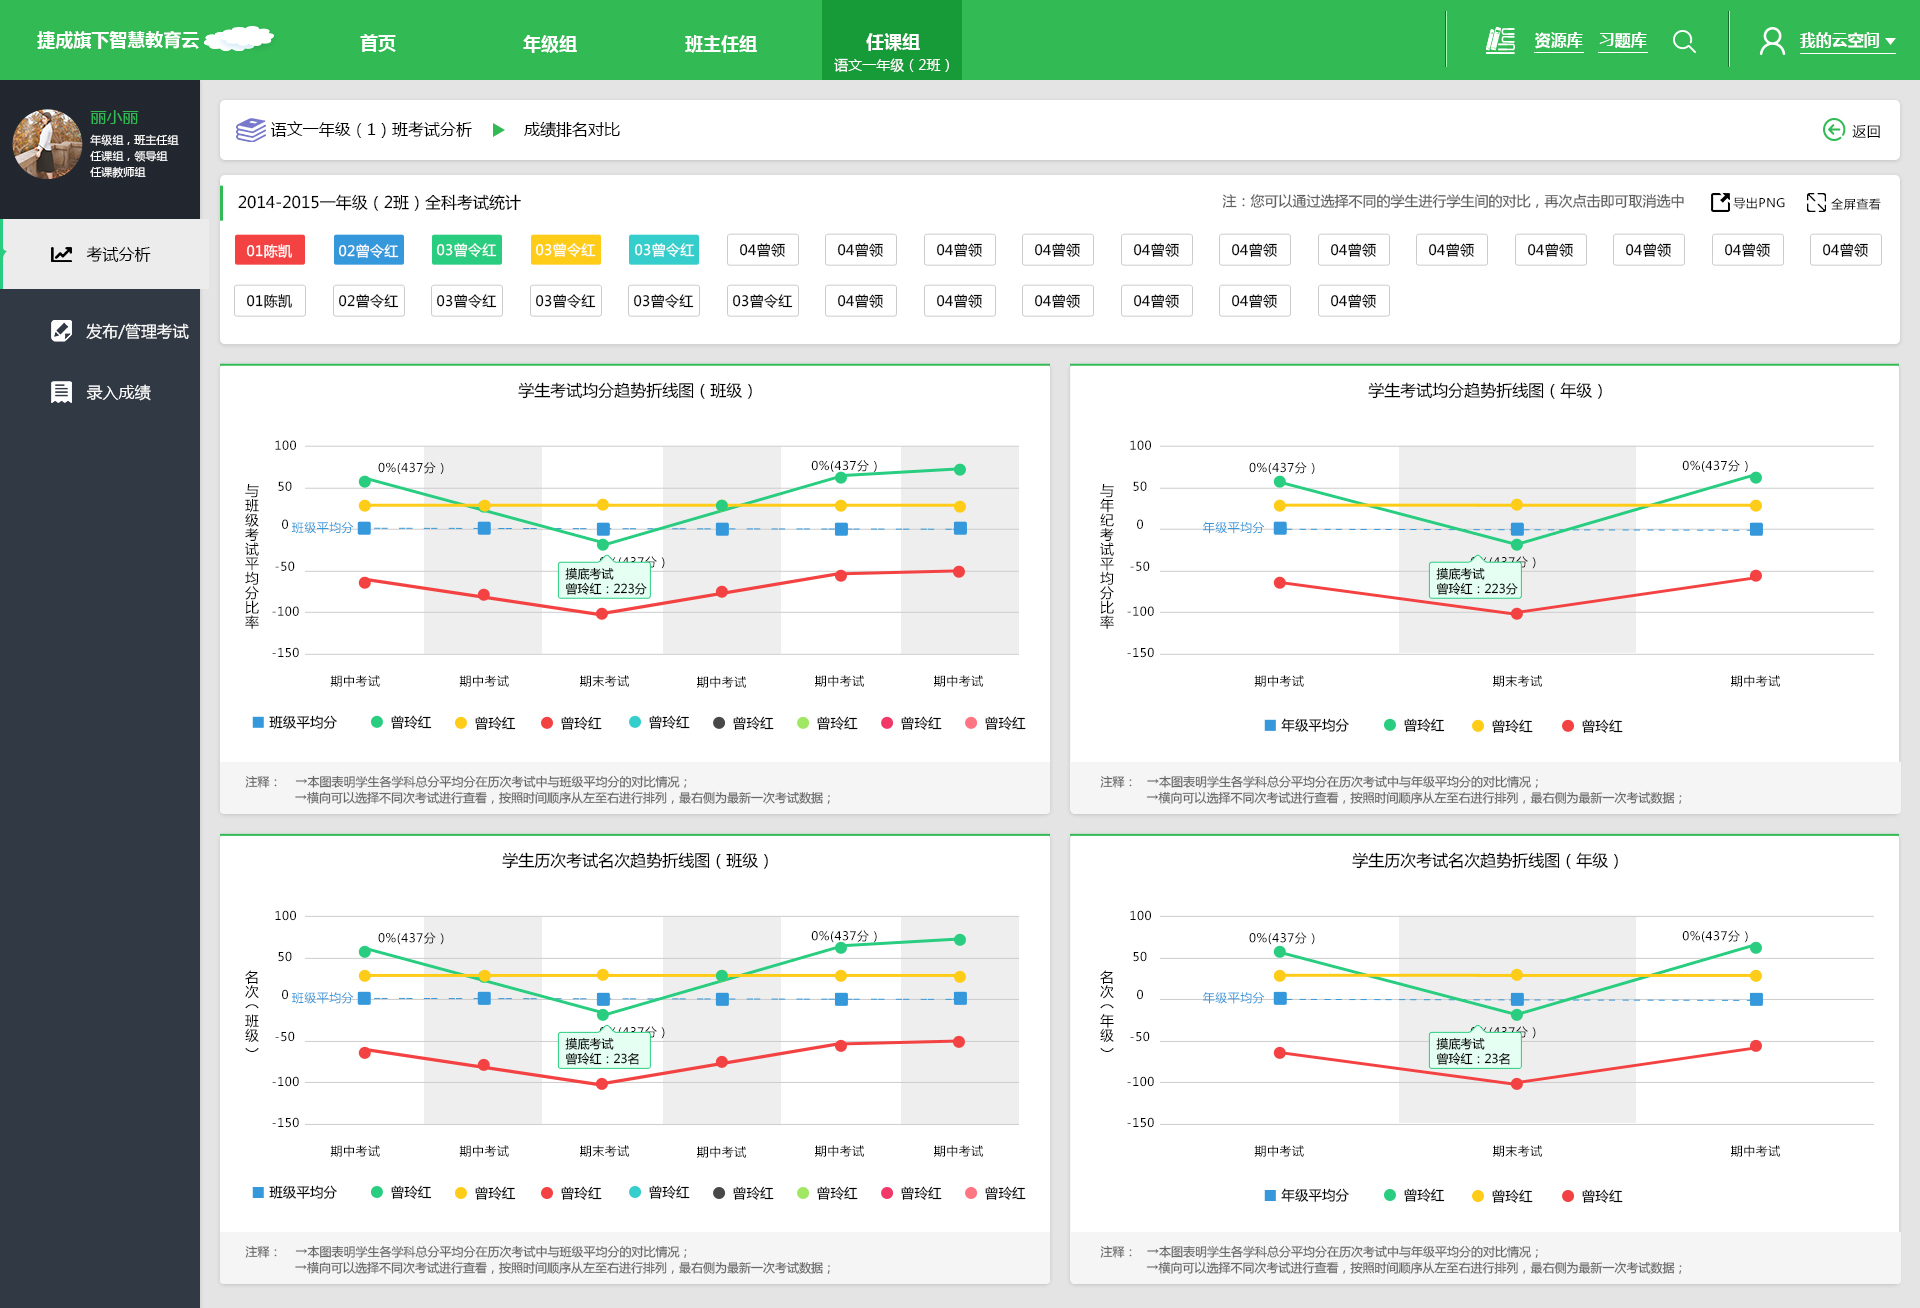 捷成旗下智慧教育云
首页
年级组
班主任组
任课组
语文一年级（2班）
资源库
习题库
我的云空间
丽小丽
年级组，班主任组
任课组，领导组
任课教师组
考试分析
发布/管理考试
录入成绩
语文一年级（1）班考试分析
成绩排名对比
返回
2014-2015一年级（2班）全科考试统计
注：您可以通过选择不同的学生进行学生间的对比，再次点击即可取消选中
导出PNG
全屏查看
01陈凯 02曾令红 03曾令红 03曾令红 03曾令红 04曾领 04曾领 04曾领 04曾领 04曾领 04曾领 04曾领 04曾领 04曾领 04曾领 04曾领 04曾领
01陈凯 02曾令红 03曾令红 03曾令红 03曾令红 03曾令红 04曾领 04曾领 04曾领 04曾领 04曾领 04曾领
学生考试均分趋势折线图（班级）
与班级考试平均分比率
100
50
0
-50
-100
-150
班级平均分
0%(437分）
0%(437分）
(437分）
摸底考试
曾玲红：223分
期中考试 期中考试 期末考试 期中考试 期中考试 期中考试
班级平均分 曾玲红 曾玲红 曾玲红 曾玲红 曾玲红 曾玲红 曾玲红 曾玲红
注释： →本图表明学生各学科总分平均分在历次考试中与班级平均分的对比情况；
→横向可以选择不同次考试进行查看，按照时间顺序从左至右进行排列，最右侧为最新一次考试数据；
学生考试均分趋势折线图（年级）
与年纪考试平均分比率
100
50
0
-50
-100
-150
年级平均分
0%(437分）
0%(437分）
(437分）
摸底考试
曾玲红：223分
期中考试 期末考试 期中考试
年级平均分 曾玲红 曾玲红 曾玲红
注释： →本图表明学生各学科总分平均分在历次考试中与年级平均分的对比情况；
→横向可以选择不同次考试进行查看，按照时间顺序从左至右进行排列，最右侧为最新一次考试数据；
学生历次考试名次趋势折线图（班级）
名次（班级）
100
50
0
-50
-100
-150
班级平均分
0%(437分）
0%(437分）
(437分）
摸底考试
曾玲红：23名
期中考试 期中考试 期末考试 期中考试 期中考试 期中考试
班级平均分 曾玲红 曾玲红 曾玲红 曾玲红 曾玲红 曾玲红 曾玲红 曾玲红
注释： →本图表明学生各学科总分平均分在历次考试中与班级平均分的对比情况；
→横向可以选择不同次考试进行查看，按照时间顺序从左至右进行排列，最右侧为最新一次考试数据；
学生历次考试名次趋势折线图（年级）
名次（年级）
100
50
0
-50
-100
-150
年级平均分
0%(437分）
0%(437分）
(437分）
摸底考试
曾玲红：23名
期中考试 期末考试 期中考试
年级平均分 曾玲红 曾玲红 曾玲红
注释： →本图表明学生各学科总分平均分在历次考试中与年级平均分的对比情况；
→横向可以选择不同次考试进行查看，按照时间顺序从左至右进行排列，最右侧为最新一次考试数据；